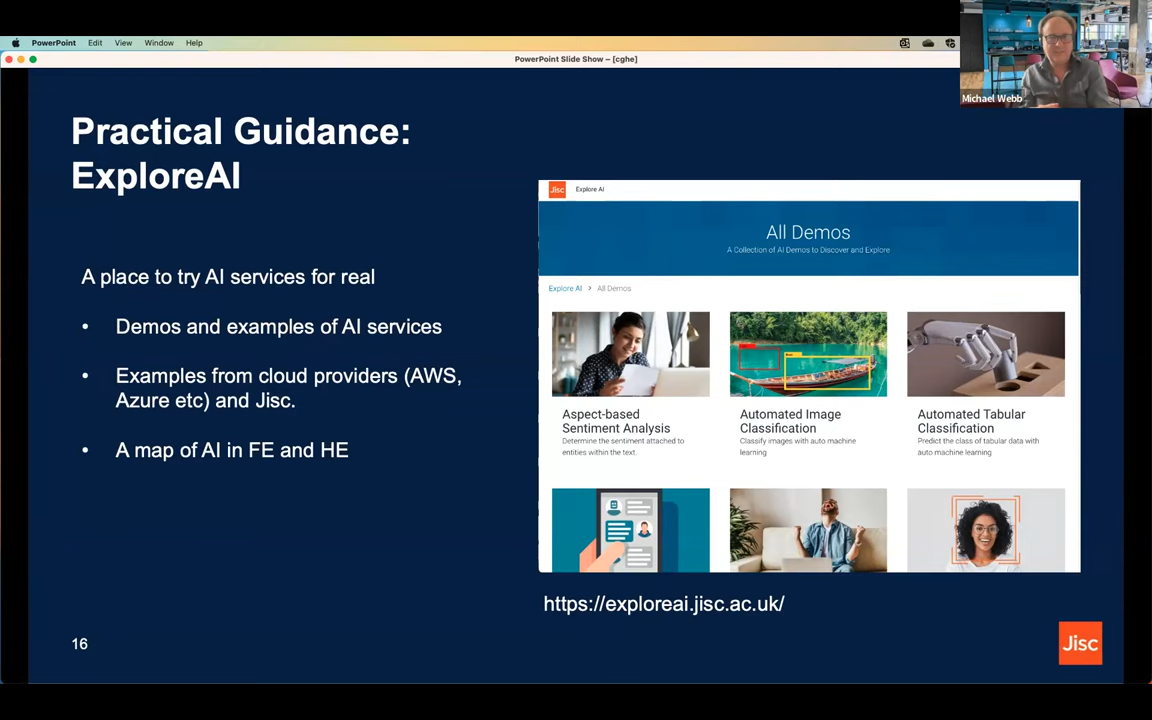 PowerPoint Edit View Window Help
PowerPoint Slide Show – [cghe]
Michael Webb
Practical Guidance:
ExploreAI
A place to try AI services for real
• Demos and examples of AI services
• Examples from cloud providers (AWS,
Azure etc) and Jisc.
• A map of AI in FE and HE
Jisc Explore AI
All Demos
A Collection of AI Demos to Discover and Explore
Explore AI > All Demos
Aspect-based
Sentiment Analysis
Determine the sentiment attached to
entities within the text.
Automated Image
Classification
Classify images with auto machine
learning
Automated Tabular
Classification
Predict the class of tabular data with
auto machine learning
https://exploreai.jisc.ac.uk/
16
Jisc